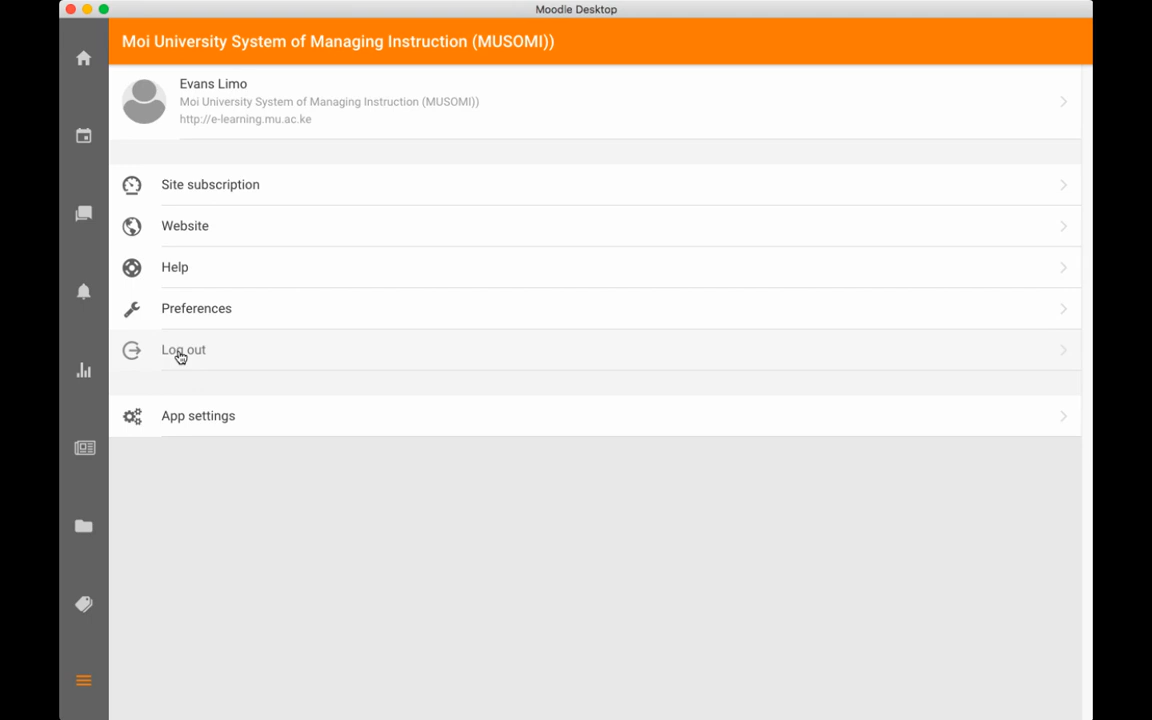 Moodle Desktop
Moi University System of Managing Instruction (MUSOMI))
Evans Limo
Moi University System of Managing Instruction (MUSOMI))
http://e-learning.mu.ac.ke
Site subscription
Website
Help
Preferences
Log out
App settings